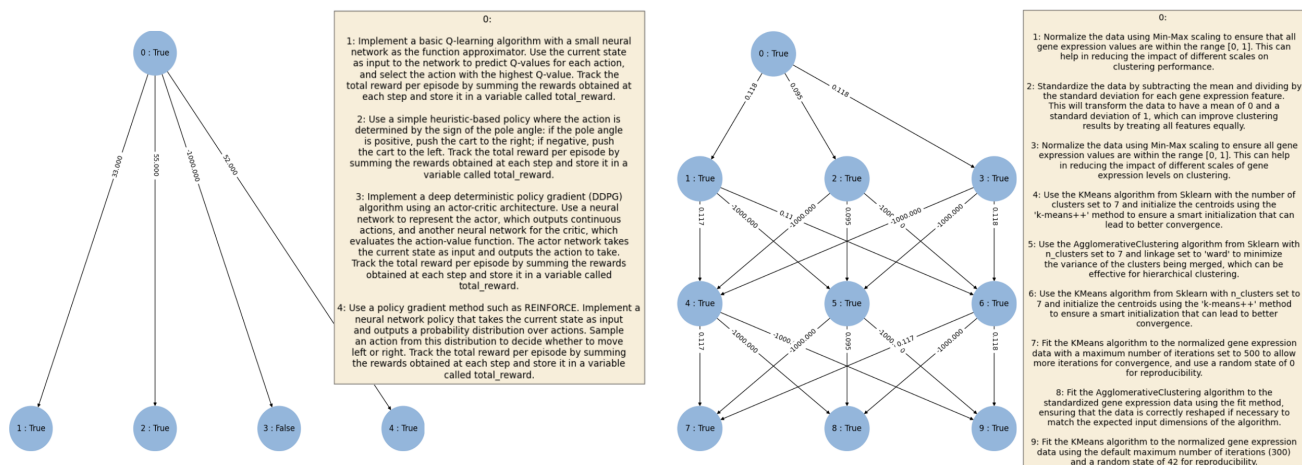 0 : True
33.000
55.000
-1000.000
52.000
1 : True
2 : True
3 : False
4 : True
0:
1: Implement a basic Q-learning algorithm with a small neural
network as the function approximator. Use the current state
as input to the network to predict Q-values for each action,
and select the action with the highest Q-value. Track the
total reward per episode by summing the rewards obtained at
each step and store it in a variable called total_reward.
2: Use a simple heuristic-based policy where the action is
determined by the sign of the pole angle: if the pole angle
is positive, push the cart to the right; if negative, push
the cart to the left. Track the total reward per episode by
summing the rewards obtained at each step and store it in a
variable called total_reward.
3: Implement a deep deterministic policy gradient (DDPG)
algorithm using an actor-critic architecture. Use a neural
network to represent the actor, which outputs continuous
actions, and another neural network for the critic, which
evaluates the action-value function. The actor network takes
the current state as input and outputs the action to take.
Track the total reward per episode by summing the rewards
obtained at each step and store it in a variable called
total_reward.
4: Use a policy gradient method such as REINFORCE. Implement a
neural network policy that takes the current state as input
and outputs a probability distribution over actions. Sample
an action from this distribution to decide whether to move
left or right. Track the total reward per episode by summing
the rewards obtained at each step and store it in a variable
called total_reward.
0 : True
0.118
0.095
0.118
1 : True
2 : True
3 : True
0.117
-1000.000
0.11
-1000.000
0.095
-1000.000
-1000.000
0.118
4 : True
5 : True
6 : True
0.117
-1000.000
-1000.000
0.095
0.117
-1000.000
0.118
7 : True
8 : True
9 : True
0:
1: Normalize the data using Min-Max scaling to ensure that all
gene expression values are within the range [0, 1]. This can
help in reducing the impact of different scales on
clustering performance.
2: Standardize the data by subtracting the mean and dividing by
the standard deviation for each gene expression feature.
This will transform the data to have a mean of 0 and a
standard deviation of 1, which can improve clustering
results by treating all features equally.
3: Normalize the data using Min-Max scaling to ensure all gene
expression values are within the range [0, 1]. This can help
in reducing the impact of different scales of gene
expression levels on clustering.
4: Use the KMeans algorithm from Sklearn with the number of
clusters set to 7 and initialize the centroids using the
'k-means++' method to ensure a smart initialization that can
lead to better convergence.
5: Use the AgglomerativeClustering algorithm from Sklearn with
n_clusters set to 7 and linkage set to 'ward' to minimize
the variance of the clusters being merged, which can be
effective for hierarchical clustering.
6: Use the KMeans algorithm from Sklearn with n_clusters set to
7 and initialize the centroids using the 'k-means++' method
to ensure a smart initialization that can lead to better
convergence.
7: Fit the KMeans algorithm to the normalized gene expression
data with a maximum number of iterations set to 500 to allow
more iterations for convergence, and use a random state of 0
for reproducibility.
8: Fit the AgglomerativeClustering algorithm to the
standardized gene expression data using the fit method,
ensuring that the data is correctly reshaped if necessary to
match the expected input dimensions of the algorithm.
9: Fit the KMeans algorithm to the normalized gene expression
data using the default maximum number of iterations (300)
and a random state of 42 for reproducibility.